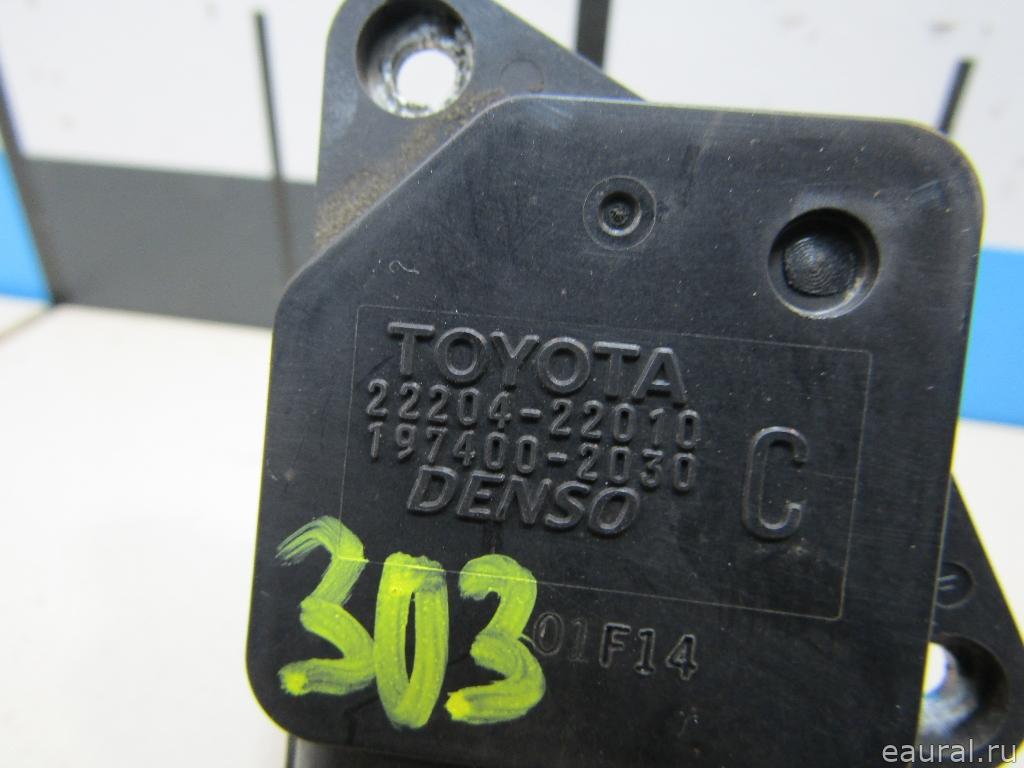 TOYOTA
22204-22010
197400-2030
DENSO
C
303
01F14
eaural.ru